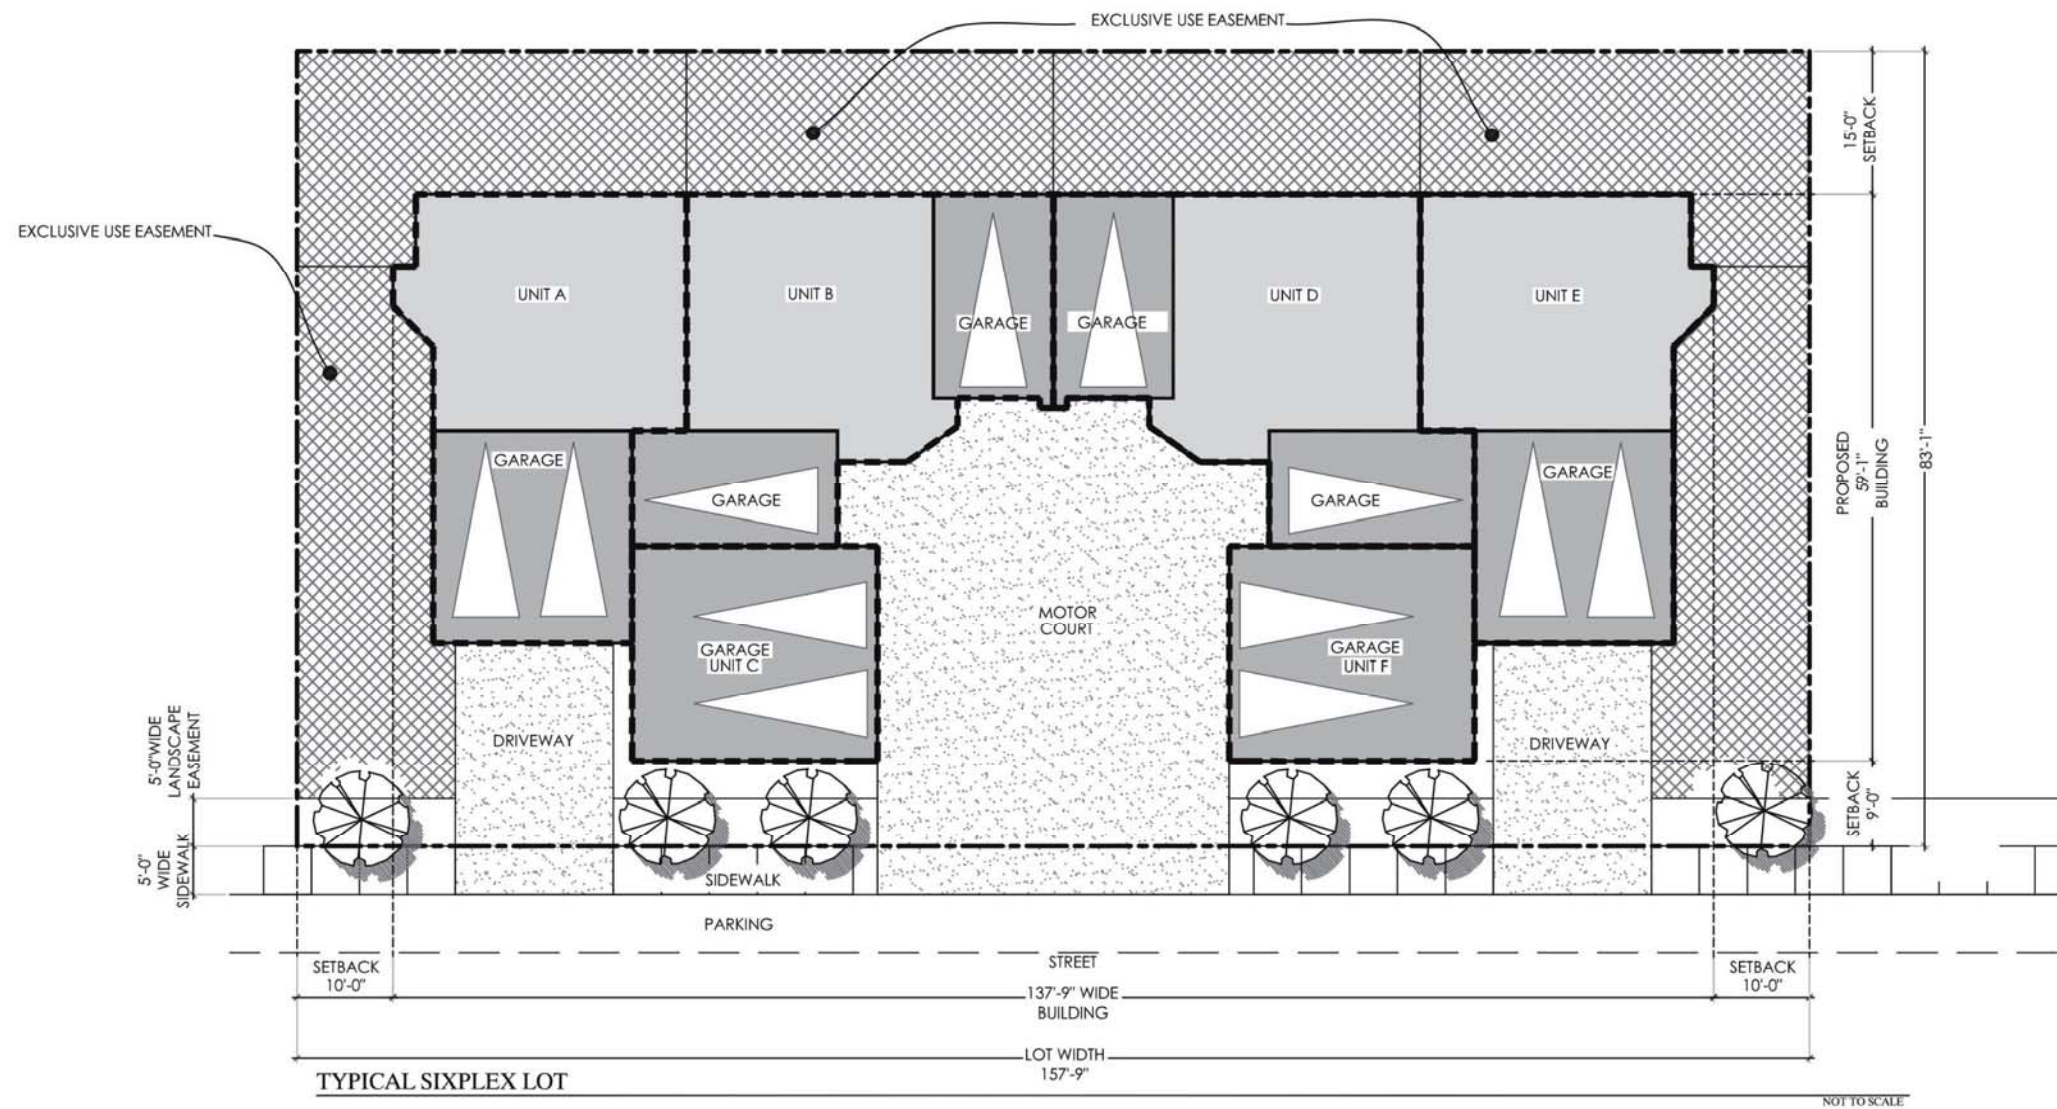 EXCLUSIVE USE EASEMENT
15'-0"
SETBACK
EXCLUSIVE USE EASEMENT
UNIT A
UNIT B
UNIT D
UNIT E
GARAGE
GARAGE
GARAGE
GARAGE
GARAGE
GARAGE
PROPOSED
59'-1"
BUILDING
83'-1"
MOTOR
COURT
GARAGE
UNIT C
GARAGE
UNIT F
DRIVEWAY
DRIVEWAY
5'-0"WIDE
LANDSCAPE
EASEMENT
SETBACK
9'-0"
5'-0"
WIDE
SIDEWALK
SIDEWALK
PARKING
STREET
SETBACK
10'-0"
SETBACK
10'-0"
137'-9" WIDE
BUILDING
LOT WIDTH
157'-9"
TYPICAL SIXPLEX LOT
NOT TO SCALE